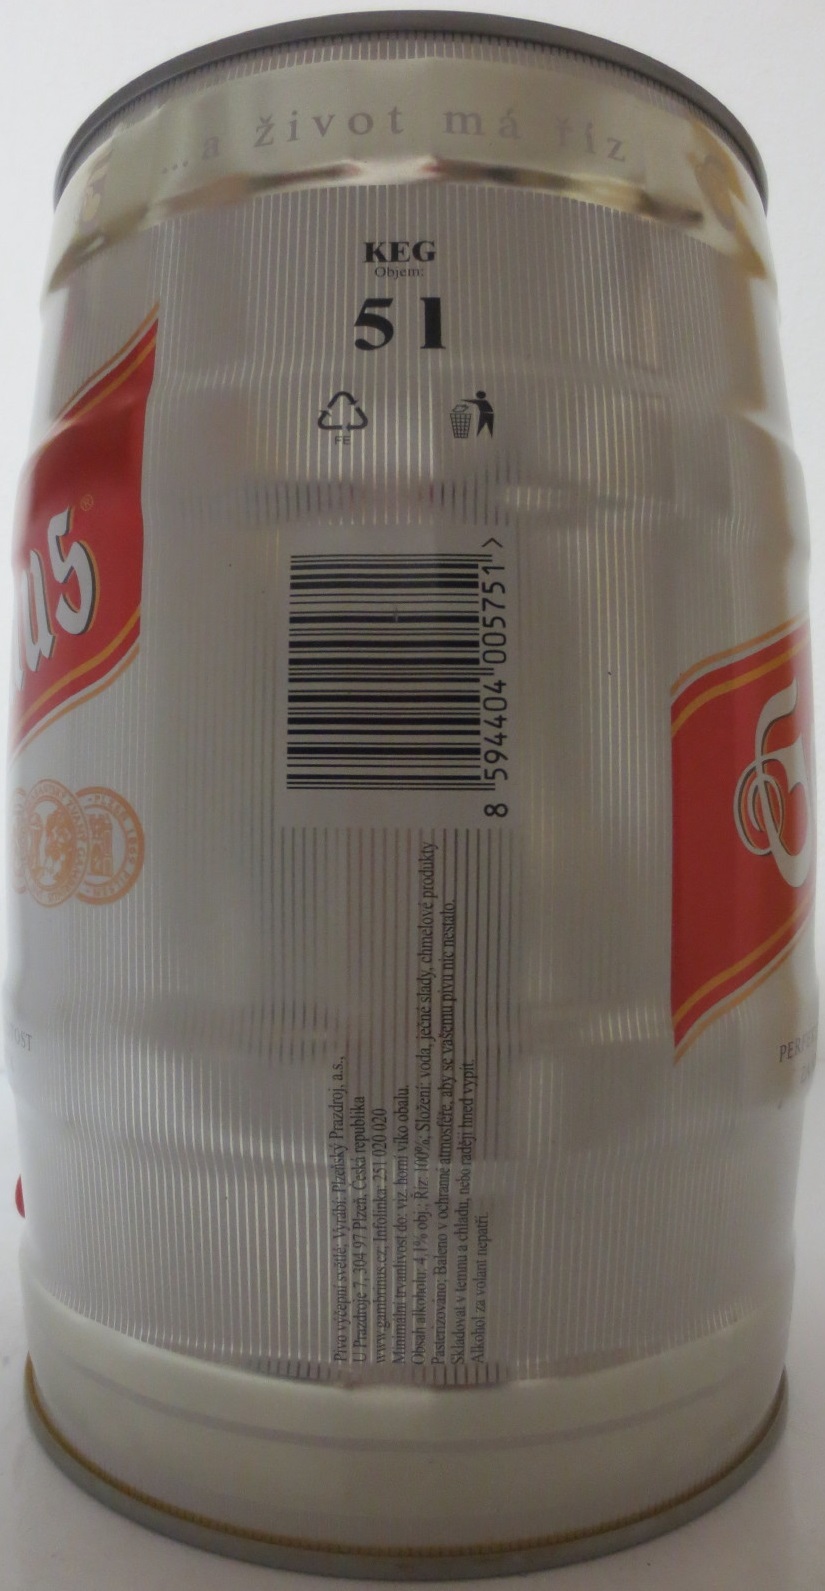 ...a život má říz
KEG
Objem:
5 l
FE
us®
8 594404 005751 >
Pivo výčepní světlé; Vyrábí: Plzeňský Prazdroj, a.s.,
U Prazdroje 7, 304 97 Plzeň, Česká republika
www.gambrinus.cz; Infolinka: 251 020 020
Minimální trvanlivost do: viz. horní víko obalu.
Obsah alkoholu: 4,1% obj.; Říz: 100%; Složení: voda, ječné slady, chmelové produkty
Pasterizováno; Baleno v ochranné atmosféře, aby se vašemu pivu nic nestalo.
Skladovat v temnu a chladu, nebo raději hned vypít.
Alkohol za volant nepatří.
G
OST